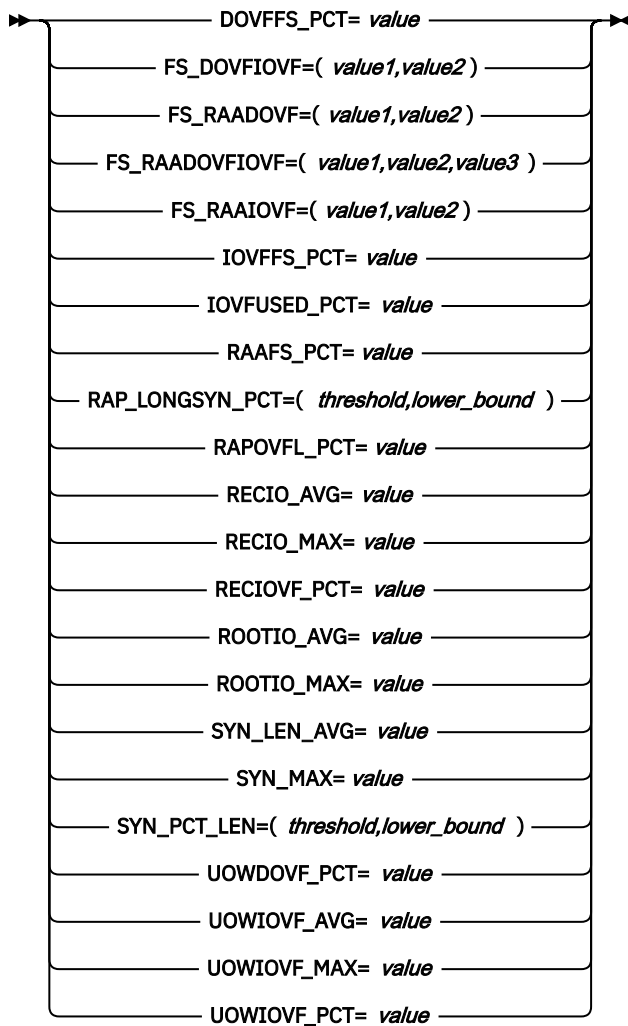 DOVFFS_PCT= value
FS_DOVFIOVF=( value1,value2 )
FS_RAADOVF=( value1,value2 )
FS_RAADOVFIOVF=( value1,value2,value3 )
FS_RAAIOVF=( value1,value2 )
IOVFFS_PCT= value
IOVFUSED_PCT= value
RAAFS_PCT= value
RAP_LONGSYN_PCT=( threshold,lower_bound )
RAPOVFL_PCT= value
RECIO_AVG= value
RECIO_MAX= value
RECIOVF_PCT= value
ROOTIO_AVG= value
ROOTIO_MAX= value
SYN_LEN_AVG= value
SYN_MAX= value
SYN_PCT_LEN=( threshold,lower_bound )
UOWDOVF_PCT= value
UOWIOVF_AVG= value
UOWIOVF_MAX= value
UOWIOVF_PCT= value